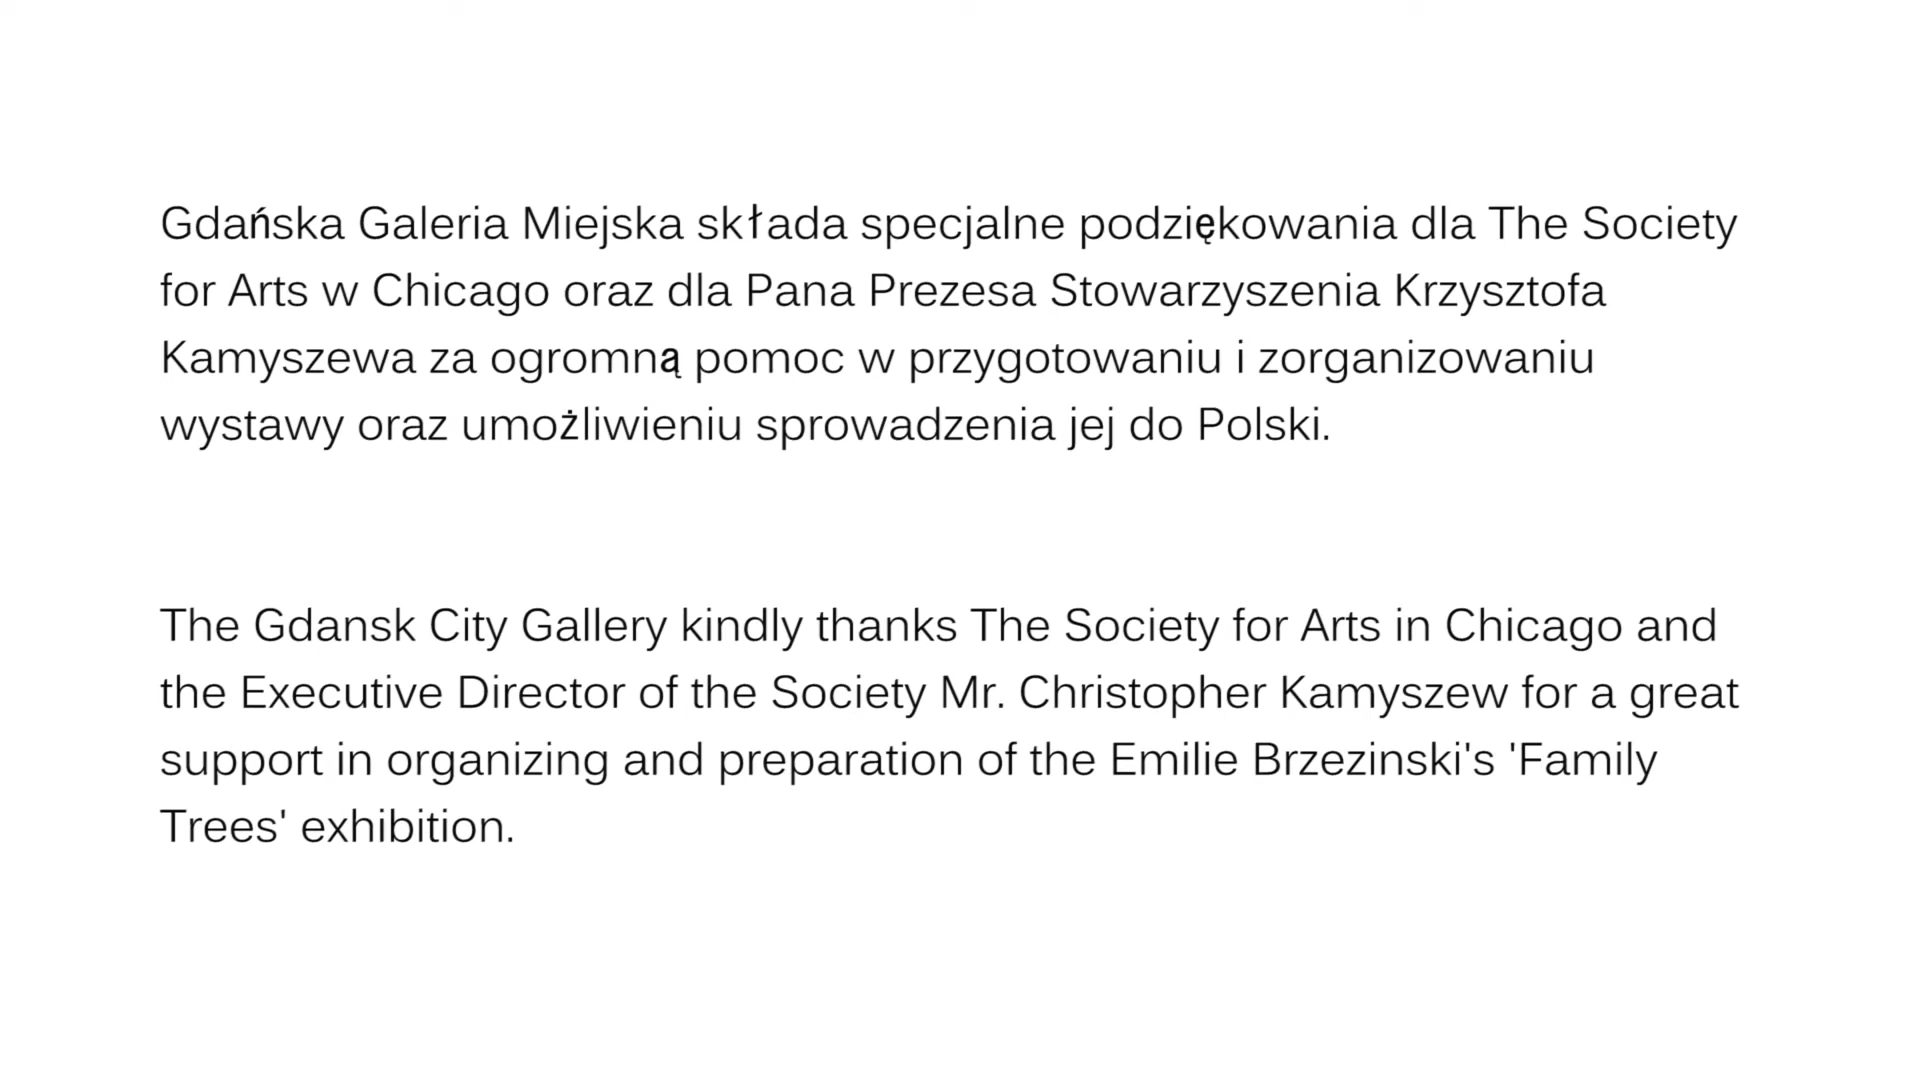 Gdańska Galeria Miejska składa specjalne podziękowania dla The Society
for Arts w Chicago oraz dla Pana Prezesa Stowarzyszenia Krzysztofa
Kamyszewa za ogromną pomoc w przygotowaniu i zorganizowaniu
wystawy oraz umożliwieniu sprowadzenia jej do Polski.
The Gdansk City Gallery kindly thanks The Society for Arts in Chicago and
the Executive Director of the Society Mr. Christopher Kamyszew for a great
support in organizing and preparation of the Emilie Brzezinski's 'Family
Trees' exhibition.